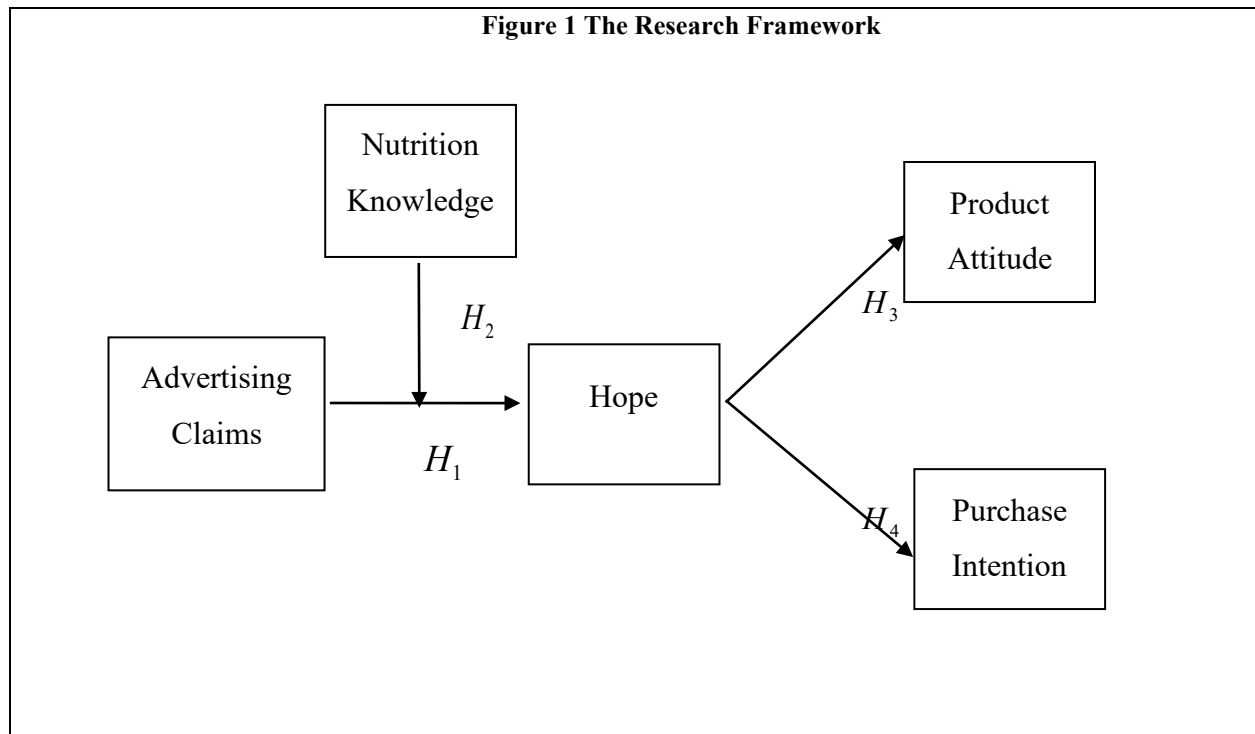 Figure 1 The Research Framework
Nutrition
Knowledge
Product
Attitude
H₂
H₃
Advertising
Claims
Hope
H₁
H₄
Purchase
Intention